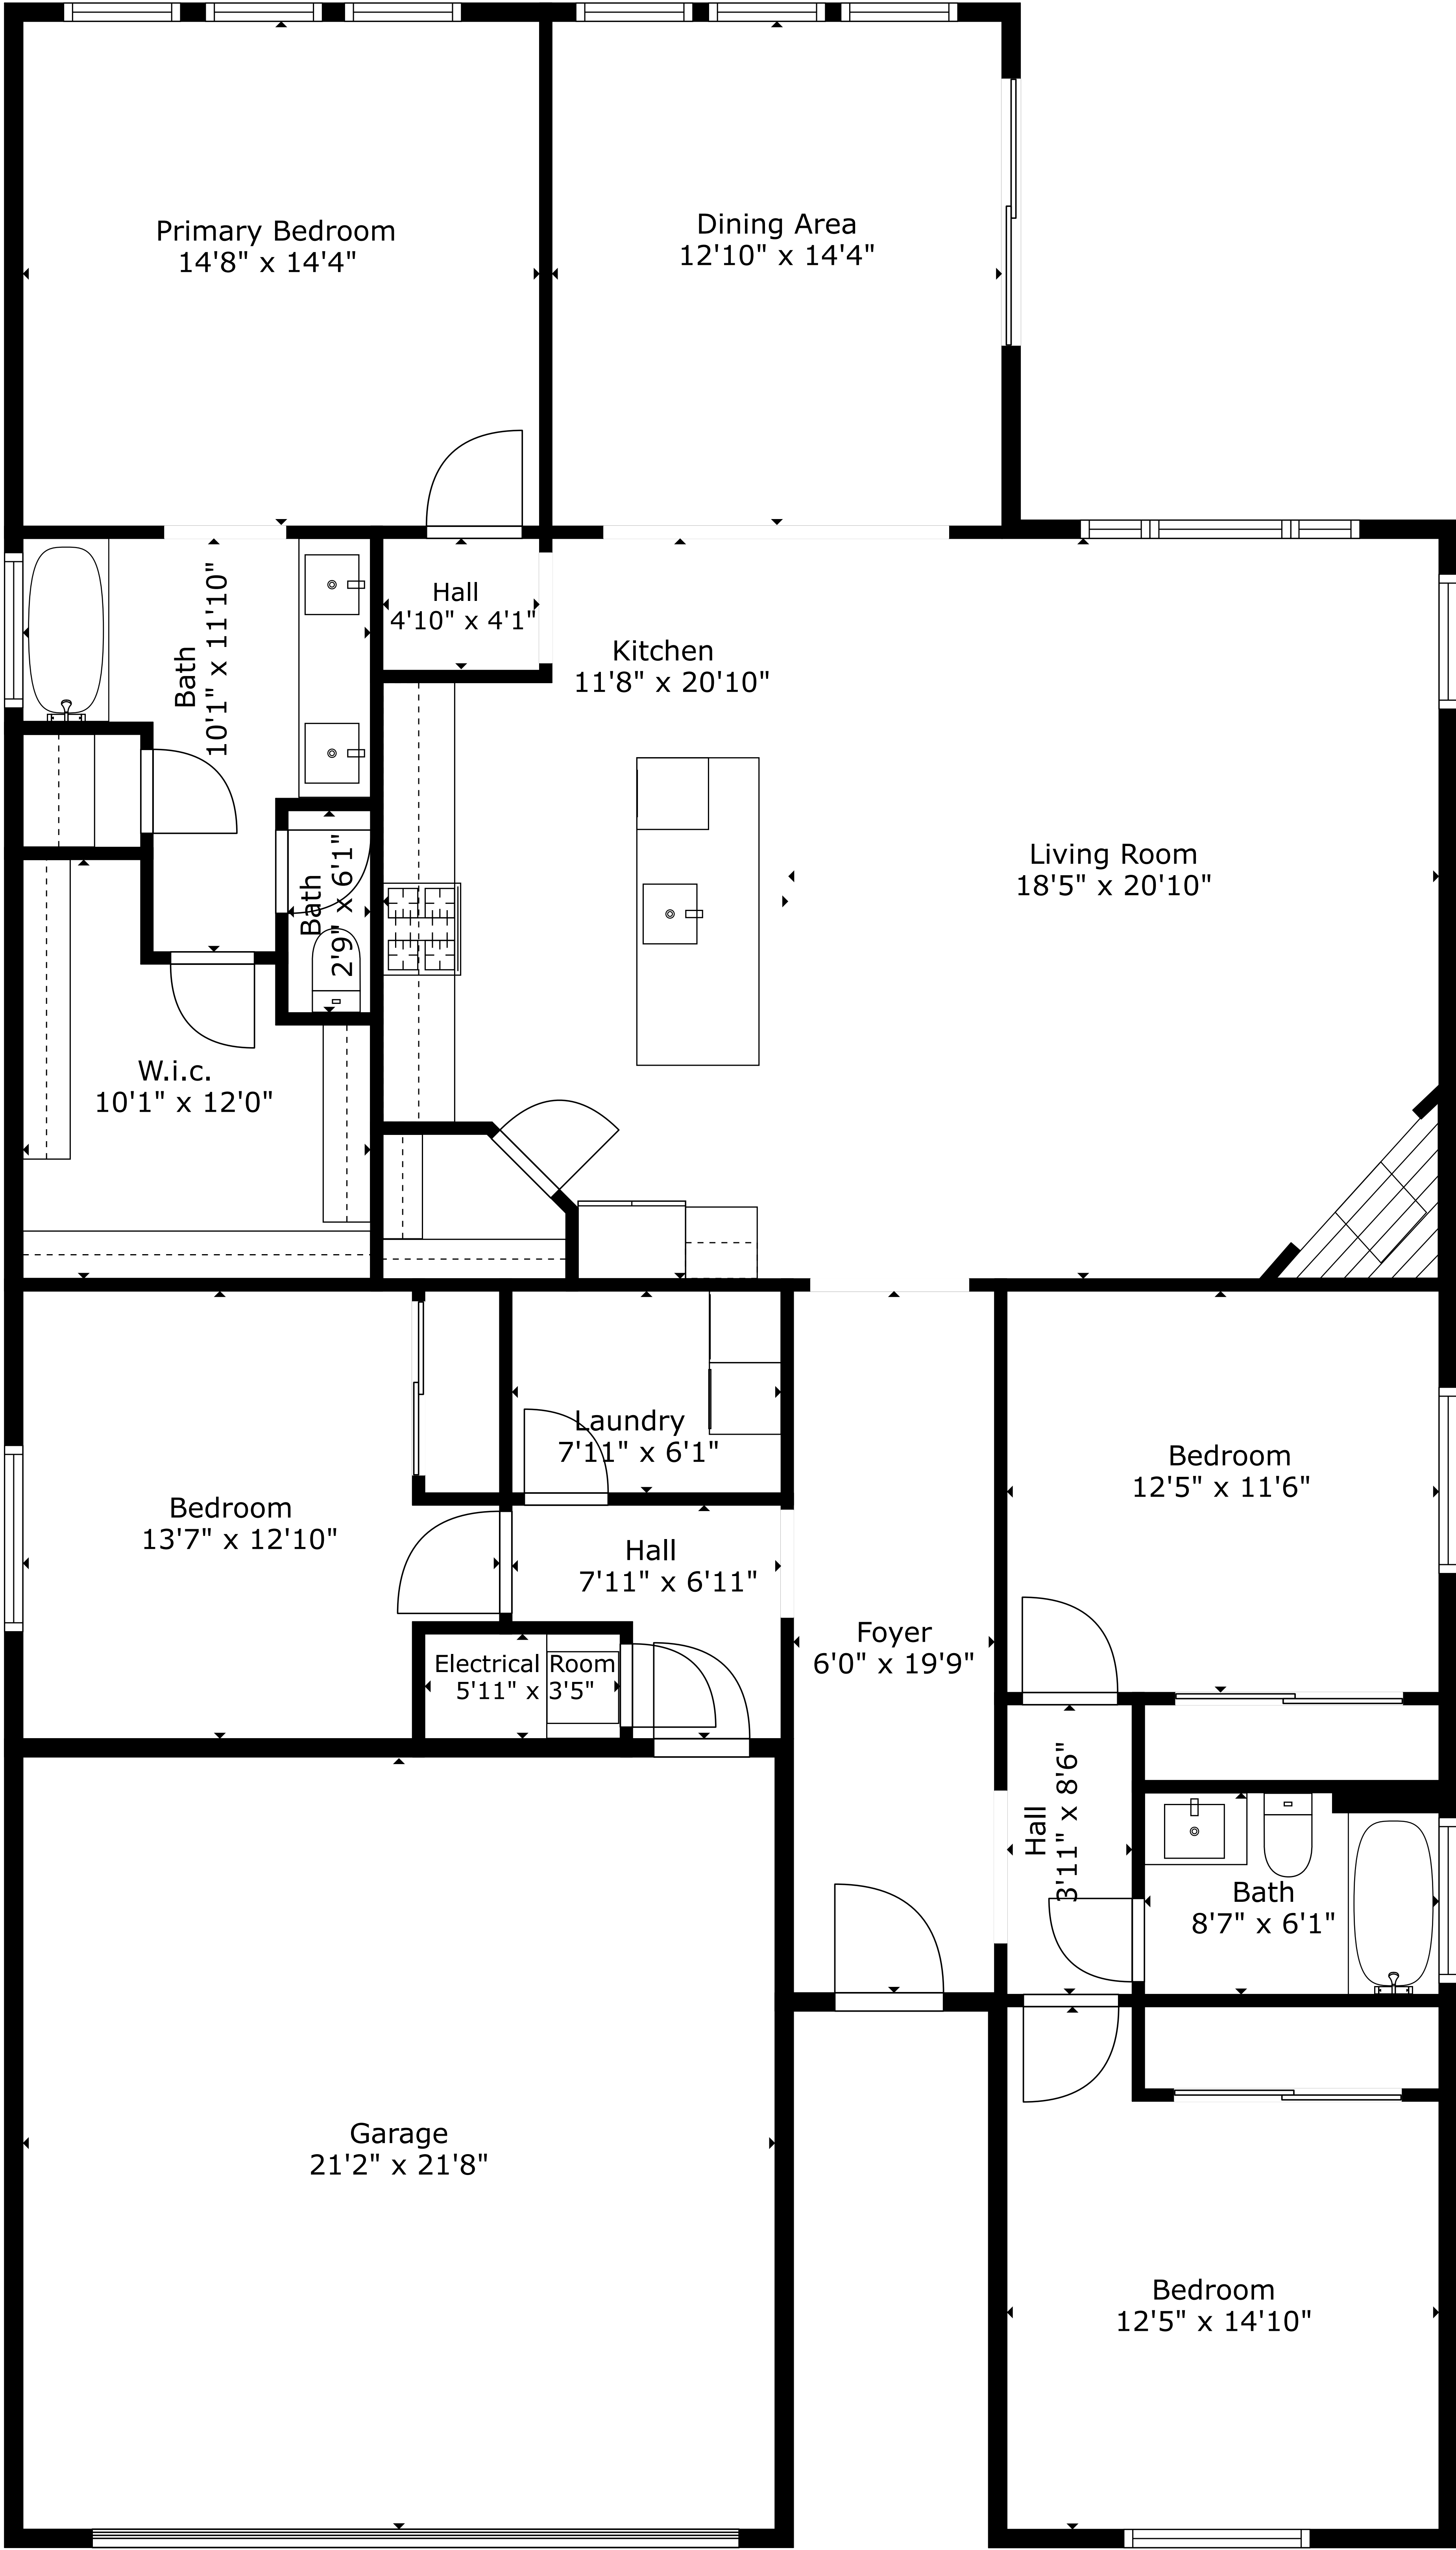 Primary Bedroom
14'8" x 14'4"
Dining Area
12'10" x 14'4"
Bath
10'1" x 11'10"
Hall
4'10" x 4'1"
Kitchen
11'8" x 20'10"
Living Room
18'5" x 20'10"
Bath
2'9" x 6'1"
W.i.c.
10'1" x 12'0"
Laundry
7'11" x 6'1"
Bedroom
12'5" x 11'6"
Bedroom
13'7" x 12'10"
Hall
7'11" x 6'11"
Foyer
6'0" x 19'9"
Electrical Room
5'11" x 3'5"
Hall
3'11" x 8'6"
Bath
8'7" x 6'1"
Garage
21'2" x 21'8"
Bedroom
12'5" x 14'10"